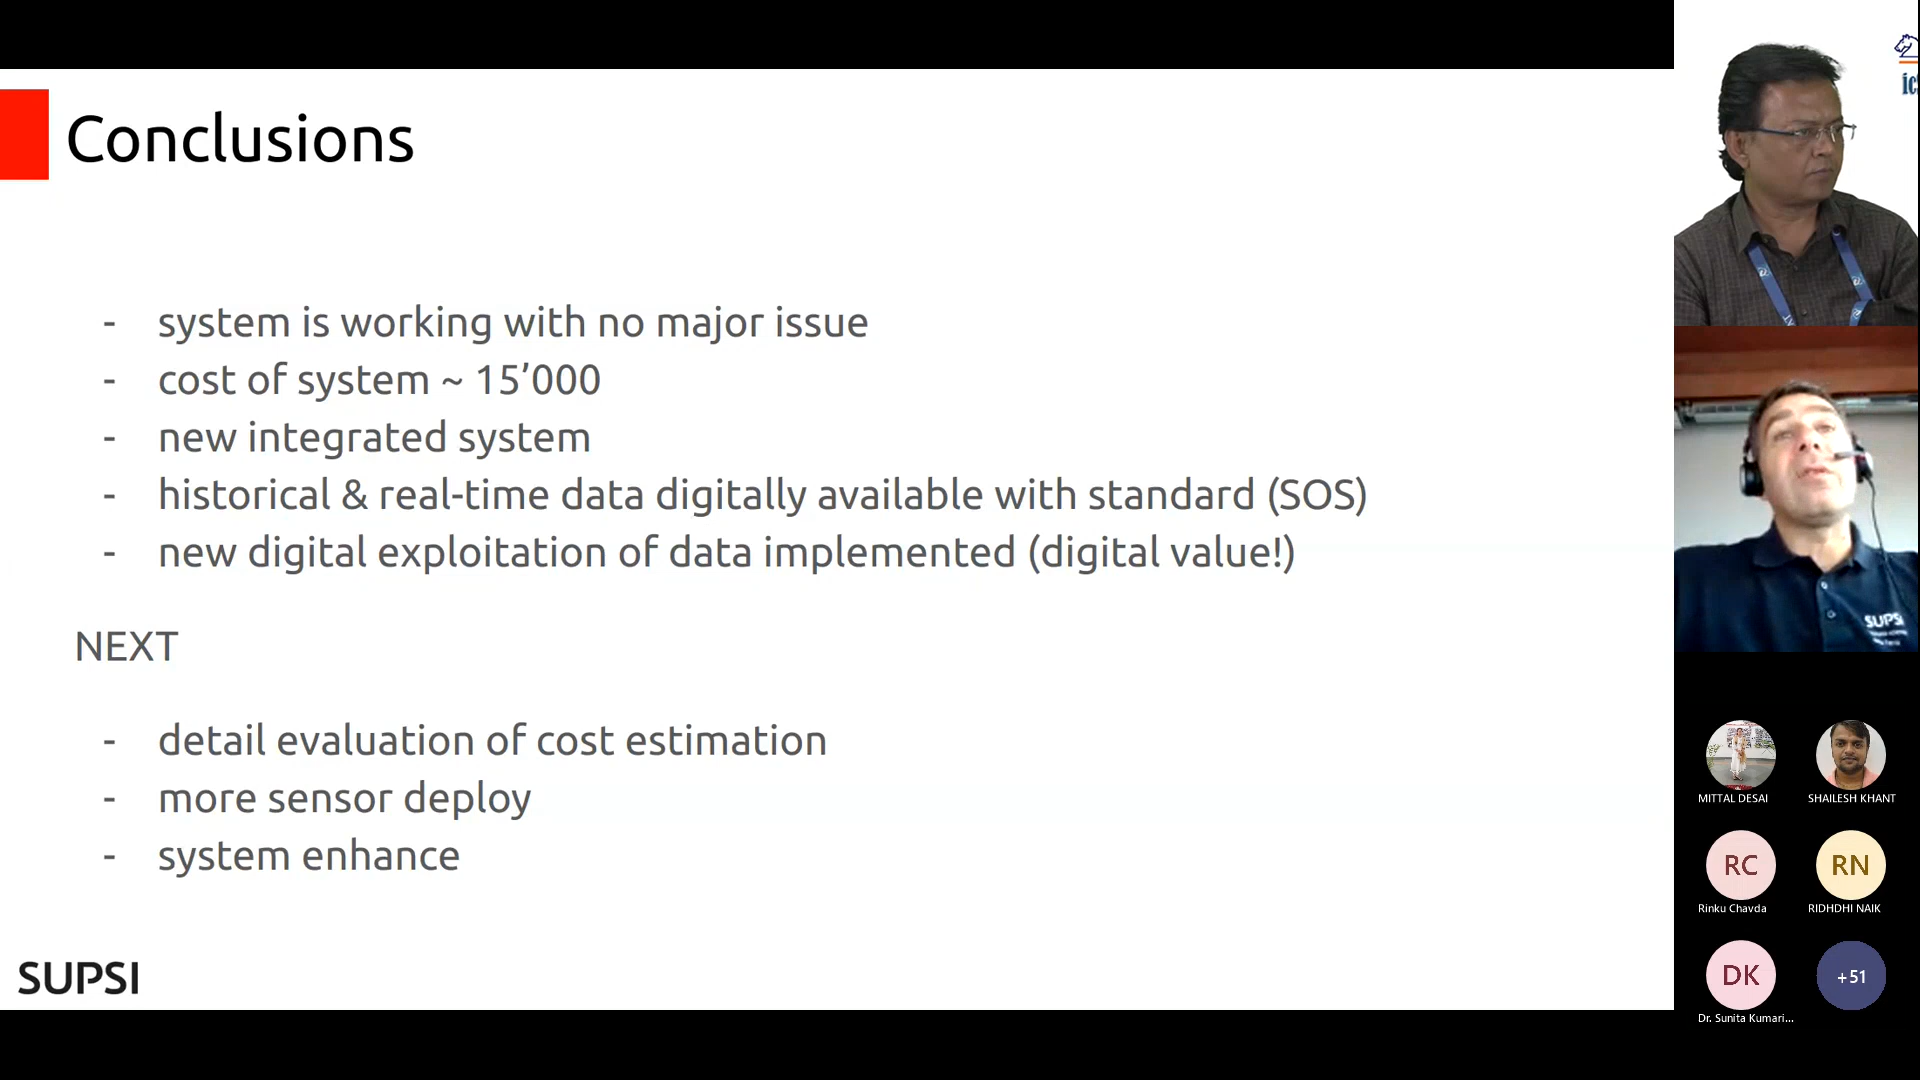 Conclusions
- system is working with no major issue
- cost of system ~ 15’000
- new integrated system
- historical & real-time data digitally available with standard (SOS)
- new digital exploitation of data implemented (digital value!)
NEXT
- detail evaluation of cost estimation
- more sensor deploy
- system enhance
SUPSI
ic
SUPSI
MITTAL DESAI
SHAILESH KHANT
RC
RN
Rinku Chavda
RIDHDHI NAIK
DK
+51
Dr. Sunita Kumari...